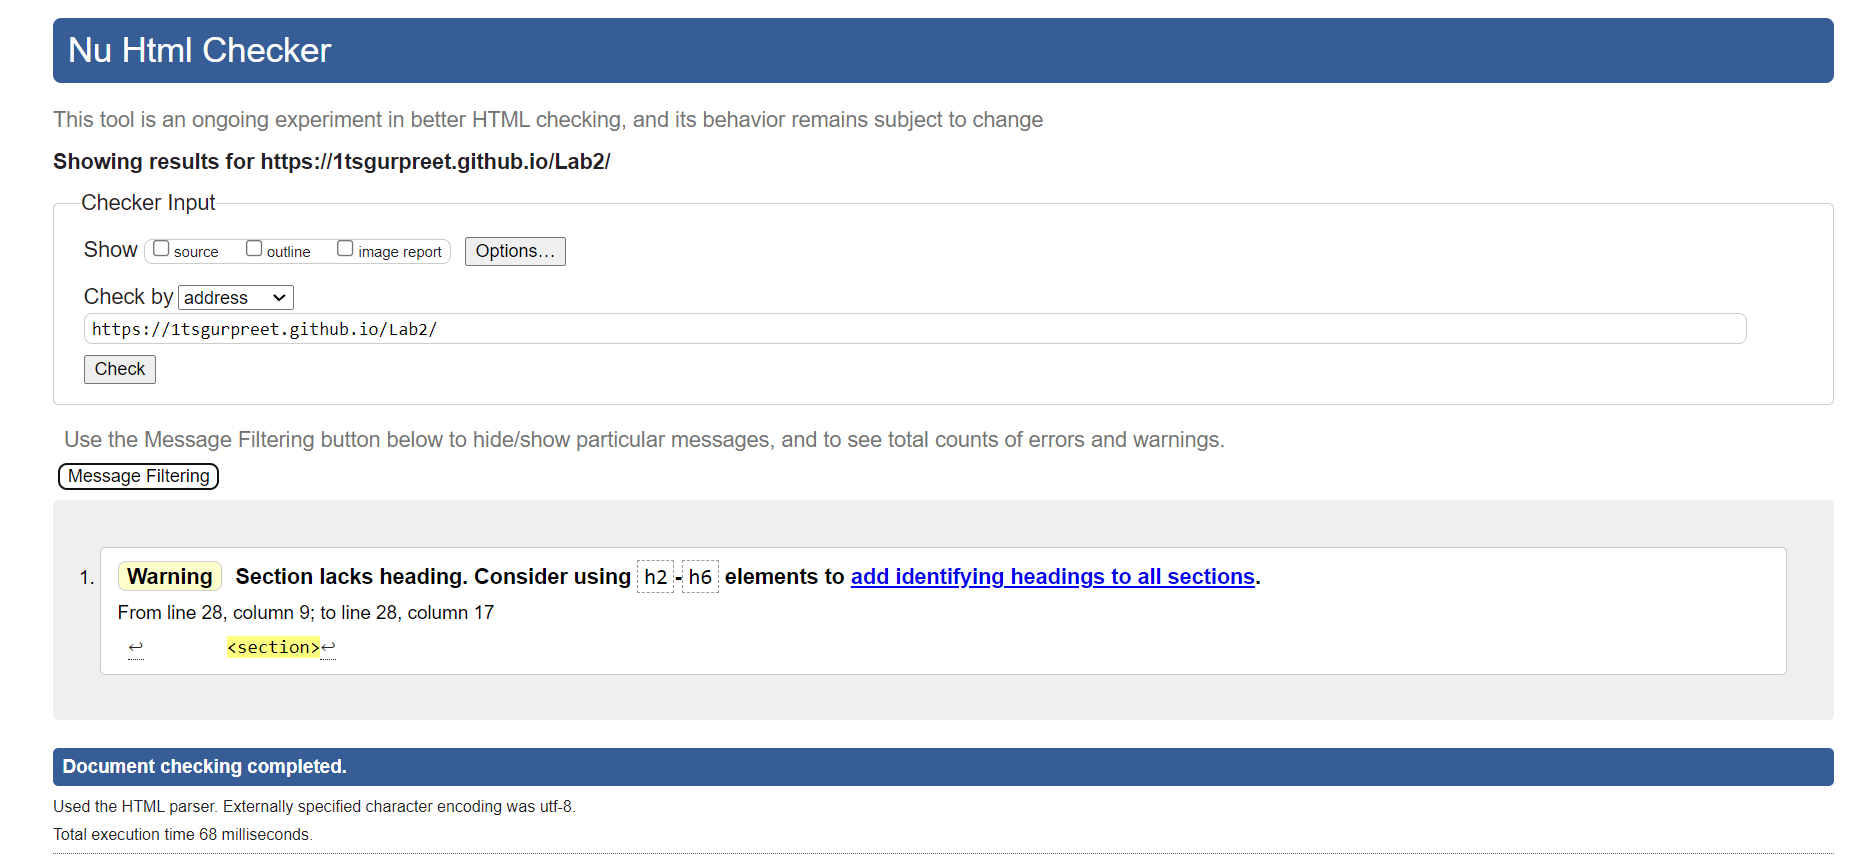 Nu Html Checker
This tool is an ongoing experiment in better HTML checking, and its behavior remains subject to change
Showing results for https://1tsgurpreet.github.io/Lab2/
Checker Input
Show source outline image report Options...
Check by address
https://1tsgurpreet.github.io/Lab2/
Check
Use the Message Filtering button below to hide/show particular messages, and to see total counts of errors and warnings.
Message Filtering
1. Warning Section lacks heading. Consider using h2-h6 elements to add identifying headings to all sections.
From line 28, column 9; to line 28, column 17
↩ <section>↩
Document checking completed.
Used the HTML parser. Externally specified character encoding was utf-8.
Total execution time 68 milliseconds.